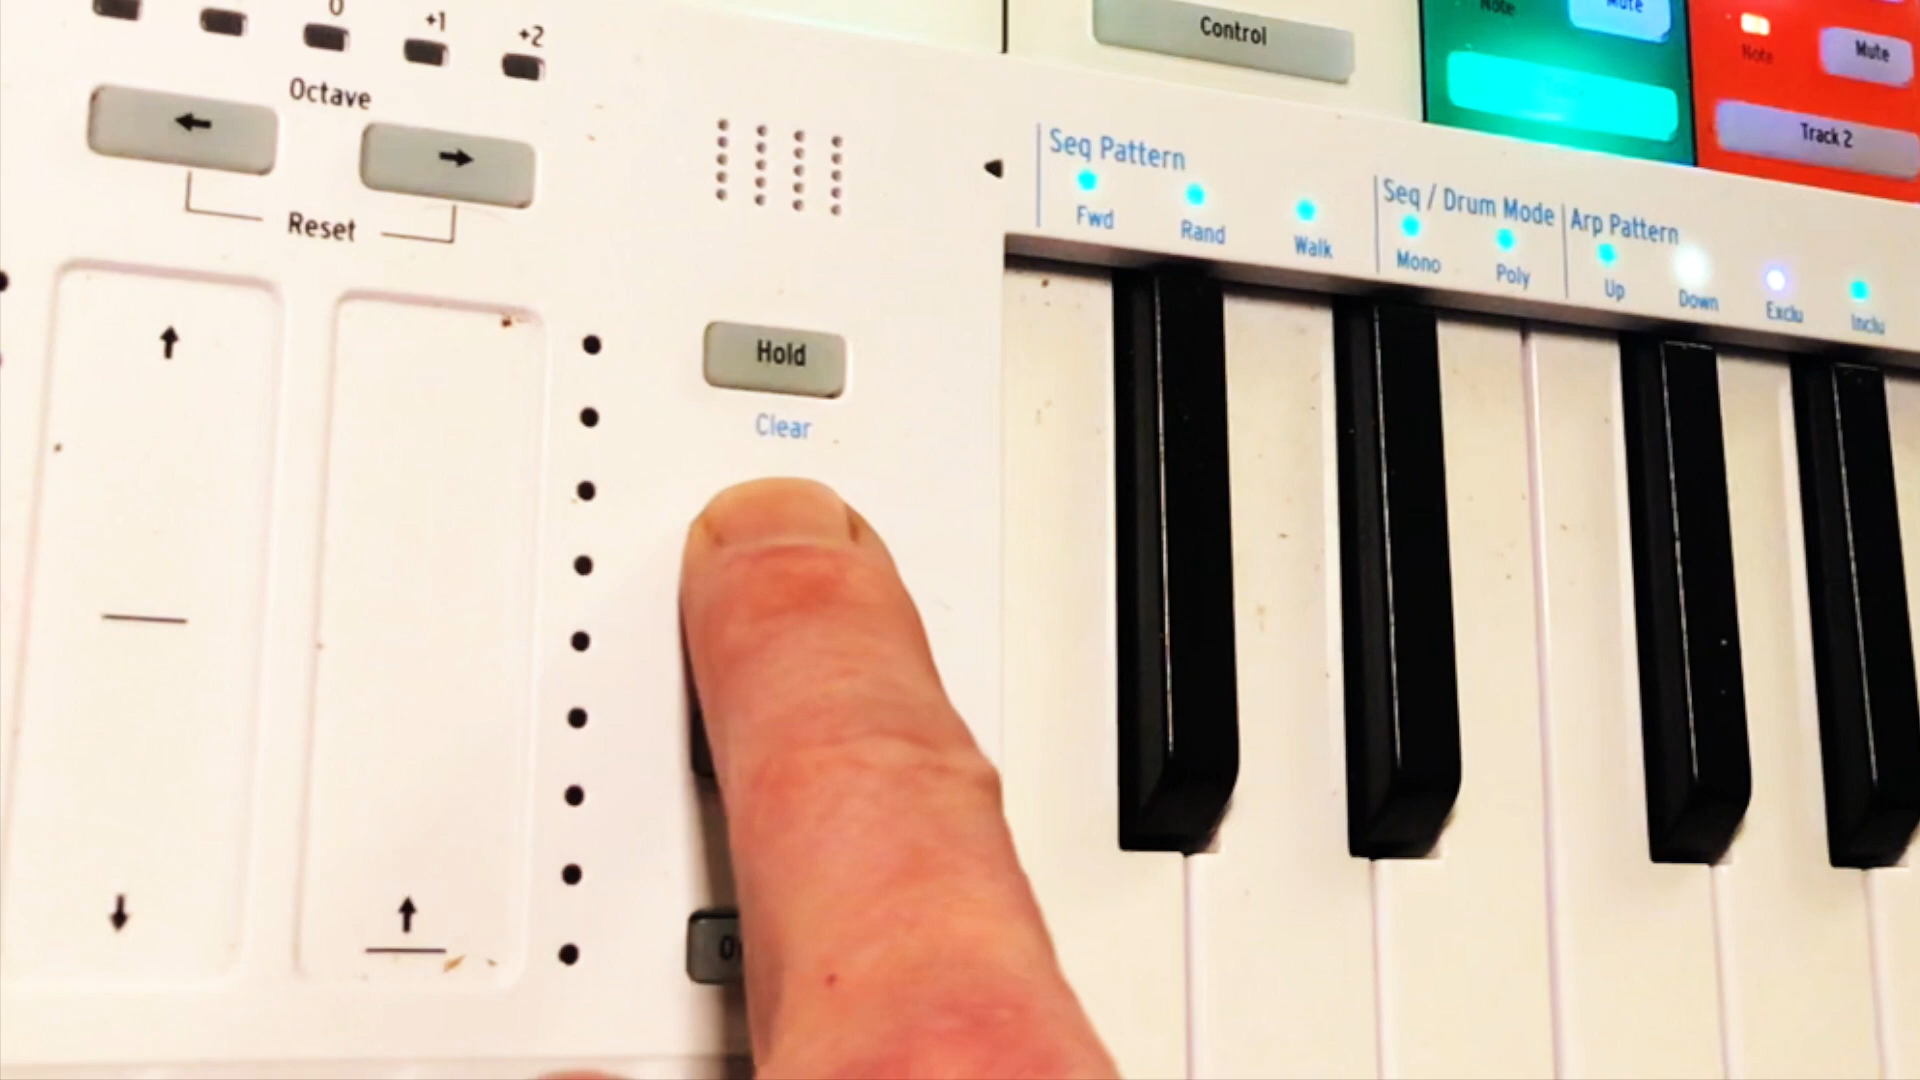 0
+1
+2
Octave
Reset
Hold
Clear
Control
Note
Mute
Note
Mute
Track 2
Seq Pattern
Fwd
Rand
Walk
Seq / Drum Mode
Mono
Poly
Arp Pattern
Up
Down
Exclu
Inclu